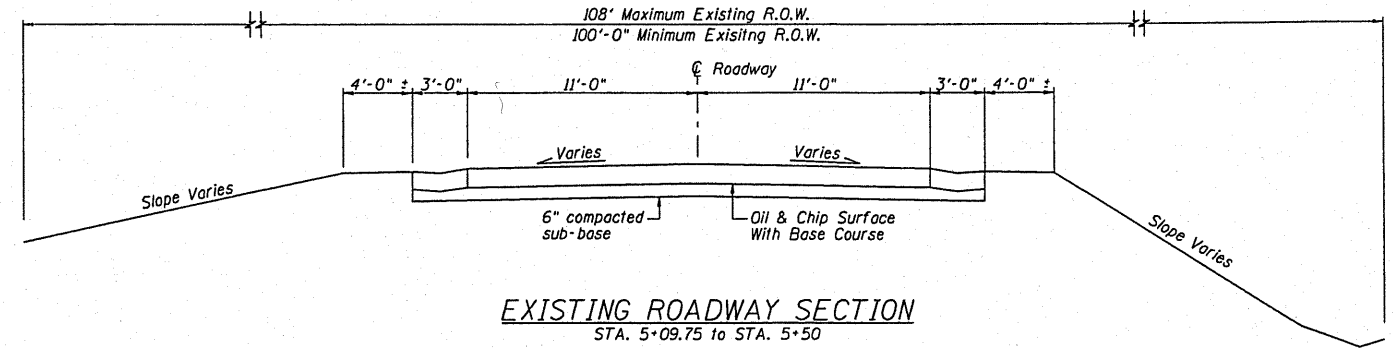 108' Maximum Existing R.O.W.
100'-0" Minimum Exisitng R.O.W.
℄ Roadway
4'-0" ± 3'-0" 11'-0" 11'-0" 3'-0" 4'-0" ±
Varies Varies
Slope Varies
6" compacted
sub-base
Oil & Chip Surface
With Base Course
Slope Varies
EXISTING ROADWAY SECTION
STA. 5+09.75 to STA. 5+50